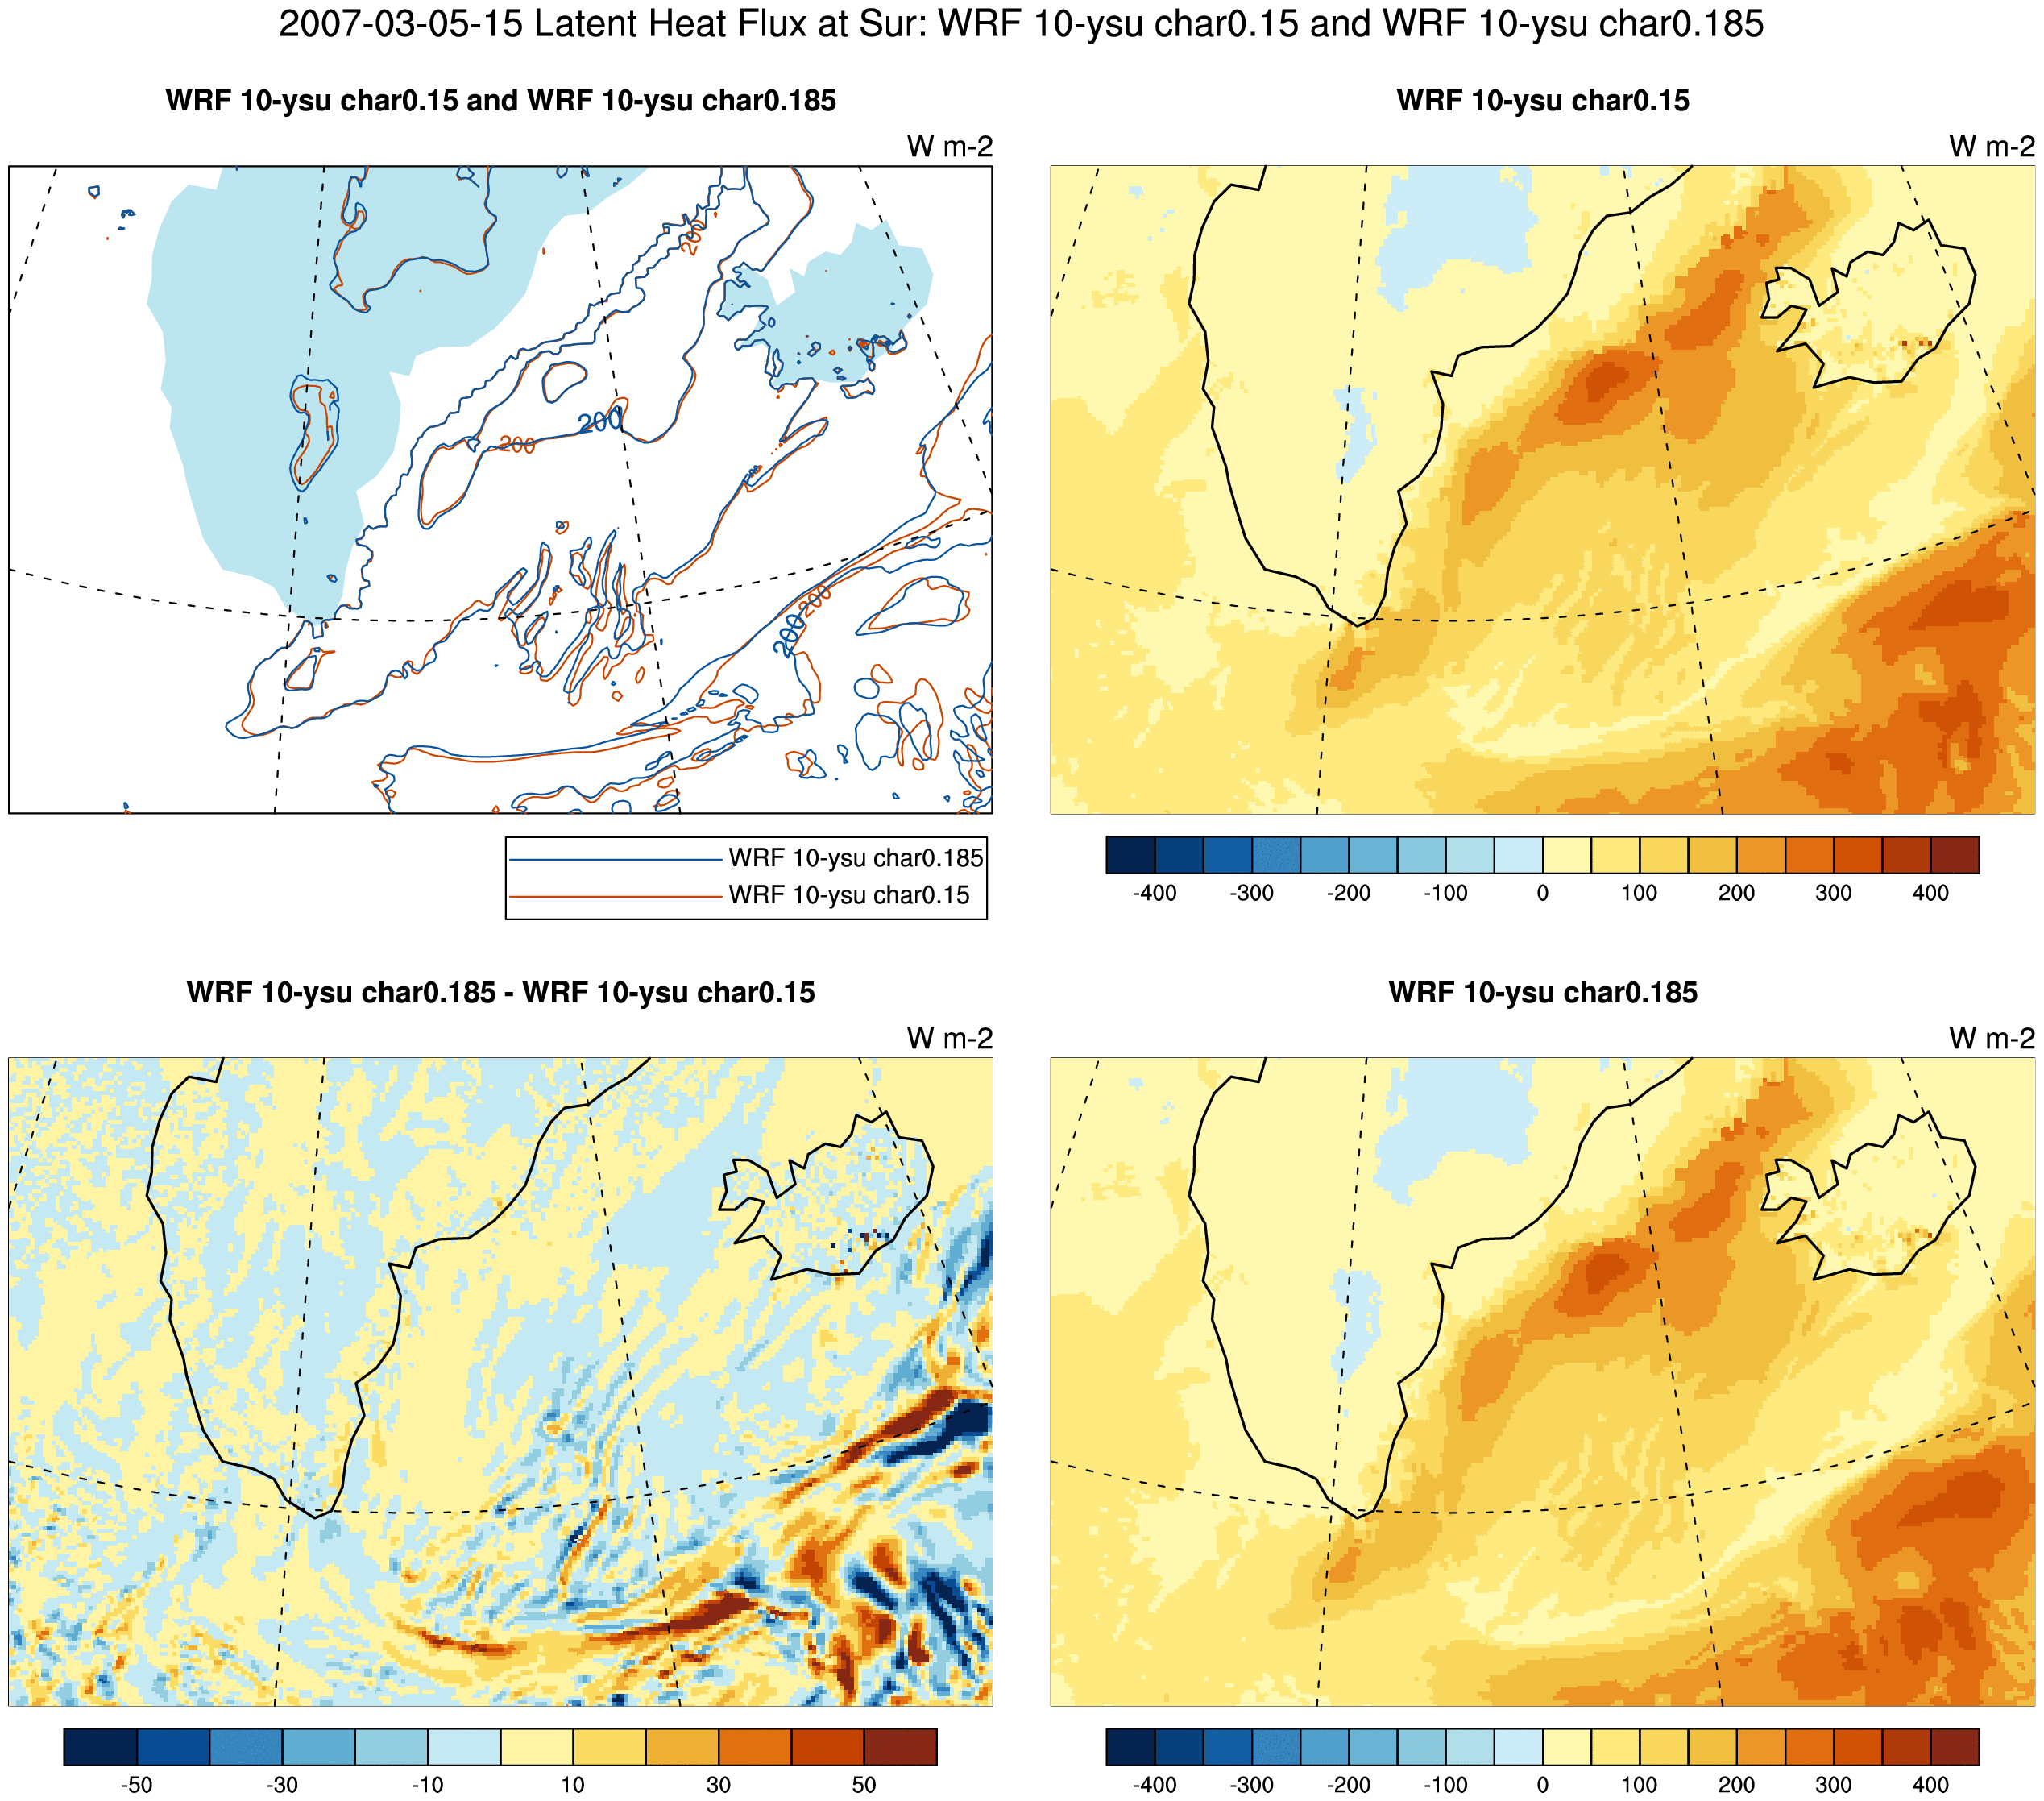 2007-03-05-15 Latent Heat Flux at Sur: WRF 10-ysu char0.15 and WRF 10-ysu char0.185
WRF 10-ysu char0.15 and WRF 10-ysu char0.185
W m-2
200
200
200
200
200
WRF 10-ysu char0.185
WRF 10-ysu char0.15
WRF 10-ysu char0.15
W m-2
-400 -300 -200 -100 0 100 200 300 400
WRF 10-ysu char0.185 - WRF 10-ysu char0.15
W m-2
-50 -30 -10 10 30 50
WRF 10-ysu char0.185
W m-2
-400 -300 -200 -100 0 100 200 300 400